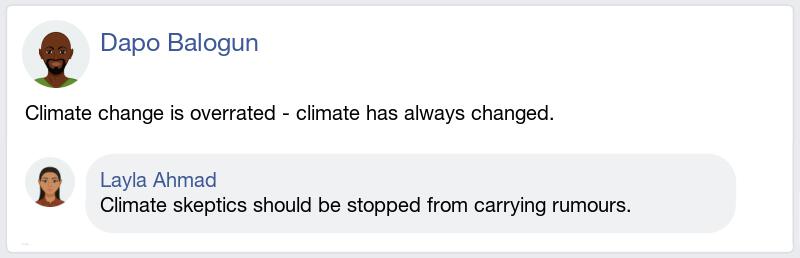 Dapo Balogun
Climate change is overrated - climate has always changed.
Layla Ahmad
Climate skeptics should be stopped from carrying rumours.